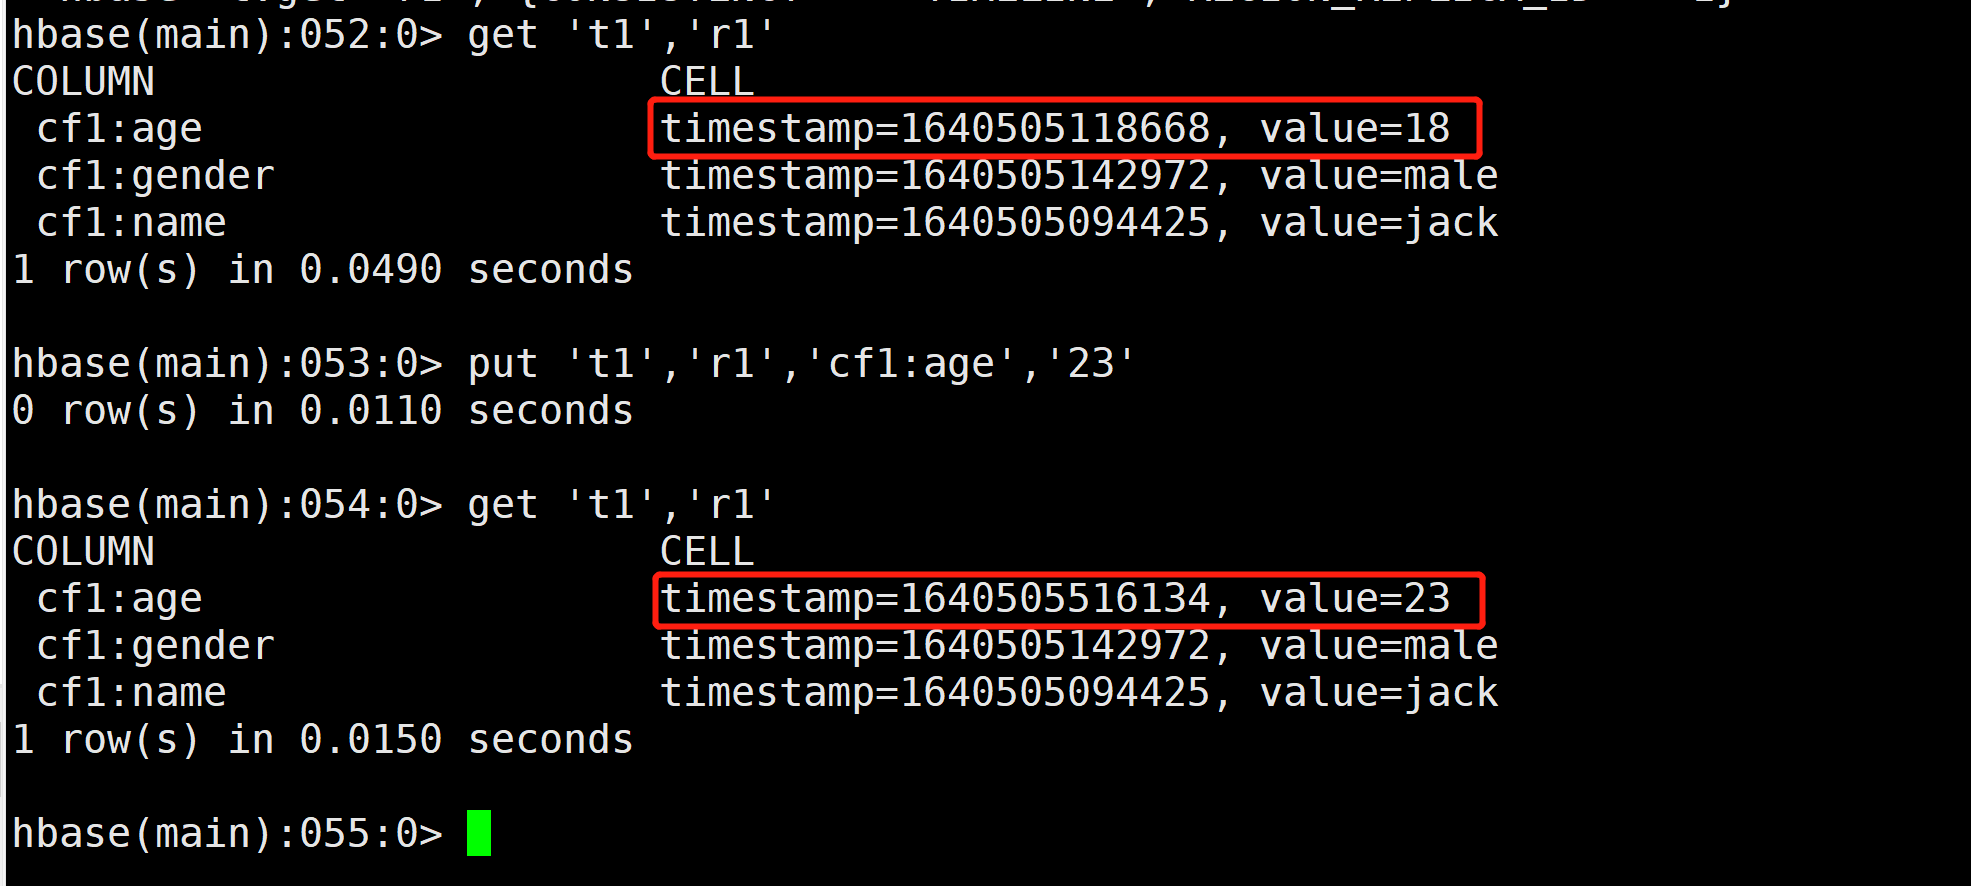 hbase(main):052:0> get 't1','r1'
COLUMN                     CELL
 cf1:age                   timestamp=1640505118668, value=18
 cf1:gender                timestamp=1640505142972, value=male
 cf1:name                  timestamp=1640505094425, value=jack
1 row(s) in 0.0490 seconds
hbase(main):053:0> put 't1','r1','cf1:age','23'
0 row(s) in 0.0110 seconds
hbase(main):054:0> get 't1','r1'
COLUMN                     CELL
 cf1:age                   timestamp=1640505516134, value=23
 cf1:gender                timestamp=1640505142972, value=male
 cf1:name                  timestamp=1640505094425, value=jack
1 row(s) in 0.0150 seconds
hbase(main):055:0>